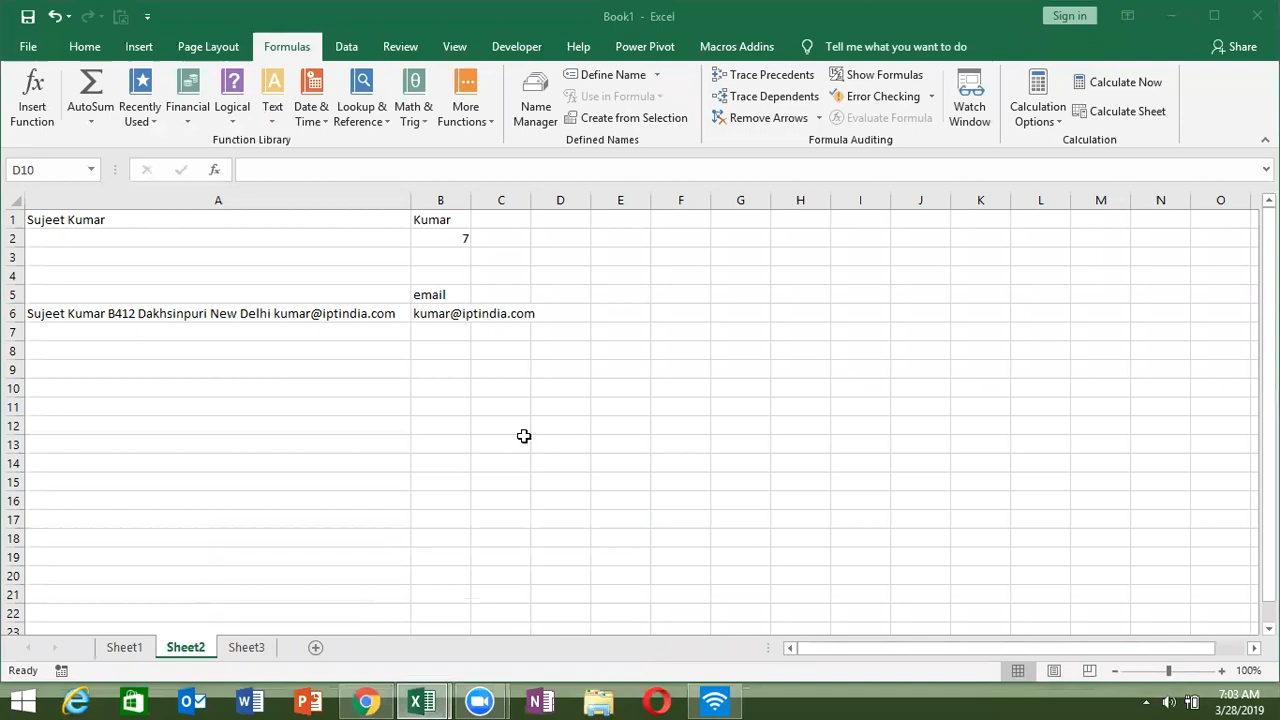 Book1 - Excel
Sign in
File Home Insert Page Layout Formulas Data Review View Developer Help Power Pivot Macros Addins Tell me what you want to do Share
Insert Function
AutoSum
Recently Used
Financial
Logical
Text
Date & Time
Lookup & Reference
Math & Trig
More Functions
Function Library
Name Manager
Define Name
Use in Formula
Create from Selection
Defined Names
Trace Precedents
Trace Dependents
Remove Arrows
Show Formulas
Error Checking
Evaluate Formula
Formula Auditing
Watch Window
Calculation Options
Calculate Now
Calculate Sheet
Calculation
D10 fx
A B C D E F G H I J K L M N O
1 Sujeet Kumar Kumar
2 7
3
4
5 email
6 Sujeet Kumar B412 Dakhsinpuri New Delhi kumar@iptindia.com kumar@iptindia.com
7
8
9
10
11
12
13
14
15
16
17
18
19
20
21
22
23
Sheet1 Sheet2 Sheet3
Ready 100%
7:03 AM
3/28/2019